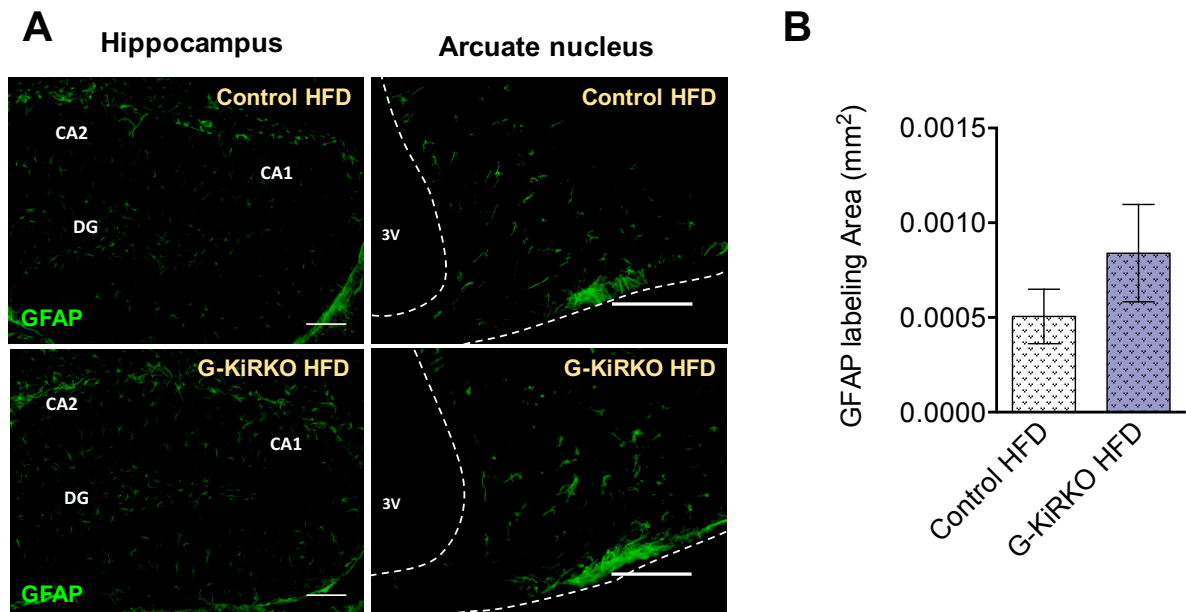 A
Hippocampus
Arcuate nucleus
Control HFD
CA2
CA1
DG
GFAP
Control HFD
3V
G-KiRKO HFD
CA2
CA1
DG
GFAP
G-KiRKO HFD
3V
B
GFAP labeling Area (mm²)
0.0015
0.0010
0.0005
0.0000
Control HFD
G-KiRKO HFD